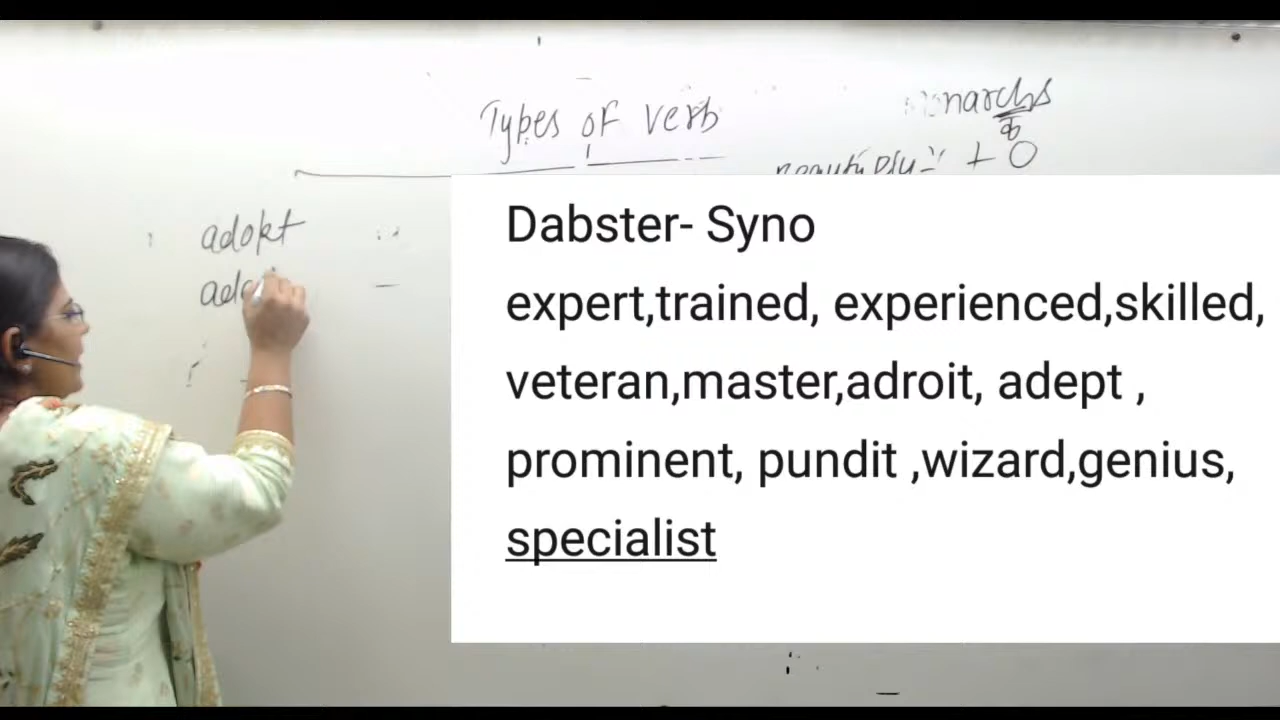 Types of verb
adopt
Dabster- Syno
expert,trained, experienced,skilled,
veteran,master,adroit, adept ,
prominent, pundit ,wizard,genius,
specialist